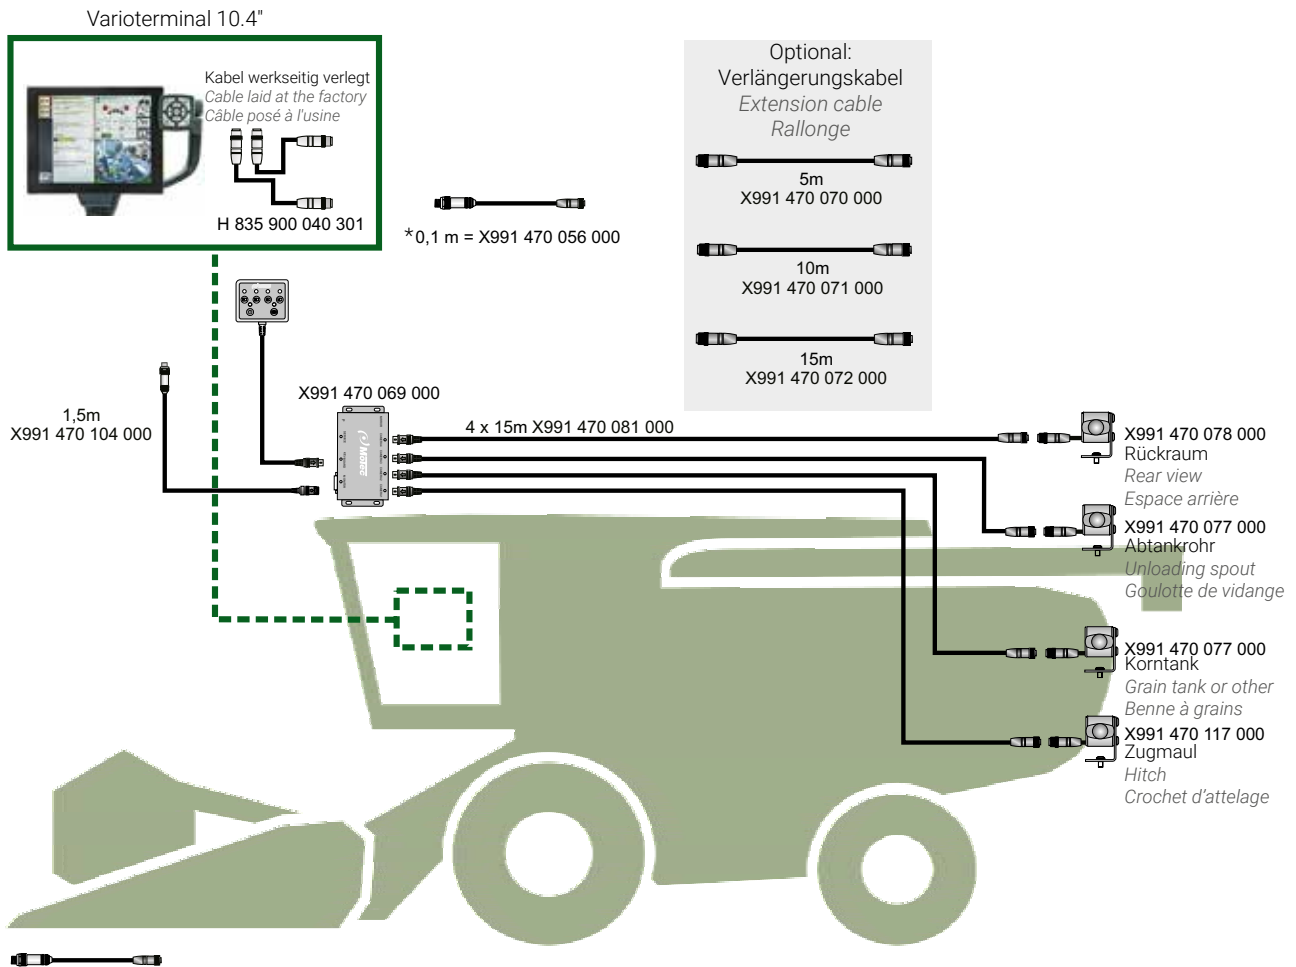 Varioterminal 10.4"
Kabel werkseitig verlegt
Cable laid at the factory
Câble posé à l'usine
H 835 900 040 301
*0,1 m = X991 470 056 000
Optional:
Verlängerungskabel
Extension cable
Rallonge
5m
X991 470 070 000
10m
X991 470 071 000
15m
X991 470 072 000
X991 470 069 000
1,5m
X991 470 104 000
4 x 15m X991 470 081 000
Motec
X991 470 078 000
Rückraum
Rear view
Espace arrière
X991 470 077 000
Abtankrohr
Unloading spout
Goulotte de vidange
X991 470 077 000
Korntank
Grain tank or other
Benne à grains
X991 470 117 000
Zugmaul
Hitch
Crochet d'attelage